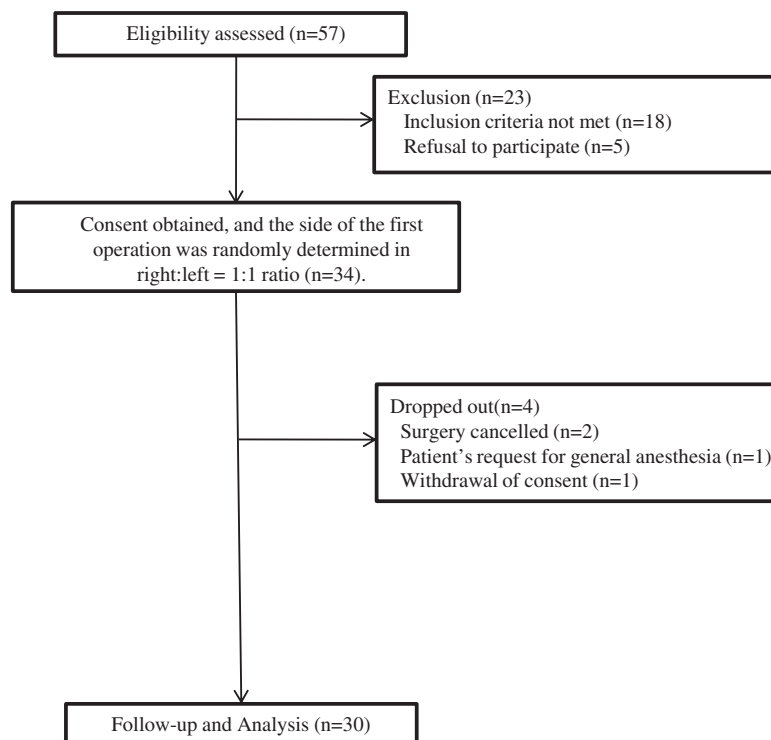 Eligibility assessed (n=57)
Exclusion (n=23)
Inclusion criteria not met (n=18)
Refusal to participate (n=5)
Consent obtained, and the side of the first
operation was randomly determined in
right:left = 1:1 ratio (n=34).
Dropped out(n=4)
Surgery cancelled (n=2)
Patient’s request for general anesthesia (n=1)
Withdrawal of consent (n=1)
Follow-up and Analysis (n=30)